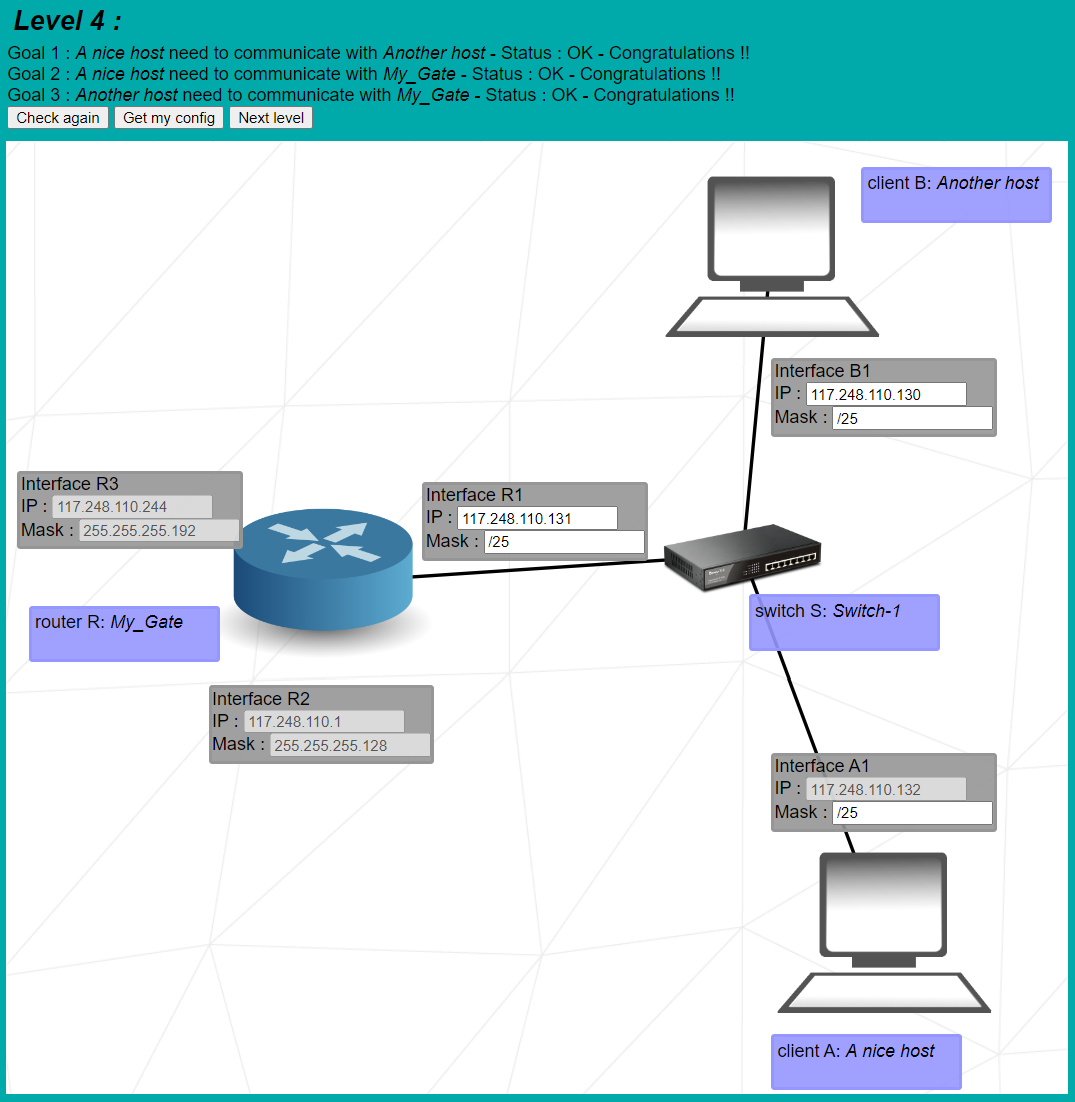 Level 4 :
Goal 1 : A nice host need to communicate with Another host - Status : OK - Congratulations !!
Goal 2 : A nice host need to communicate with My_Gate - Status : OK - Congratulations !!
Goal 3 : Another host need to communicate with My_Gate - Status : OK - Congratulations !!
Check again Get my config Next level
client B: Another host
Interface B1
IP : 117.248.110.130
Mask : /25
Interface R3
IP : 117.248.110.244
Mask : 255.255.255.192
Interface R1
IP : 117.248.110.131
Mask : /25
router R: My_Gate
switch S: Switch-1
Interface R2
IP : 117.248.110.1
Mask : 255.255.255.128
Interface A1
IP : 117.248.110.132
Mask : /25
client A: A nice host